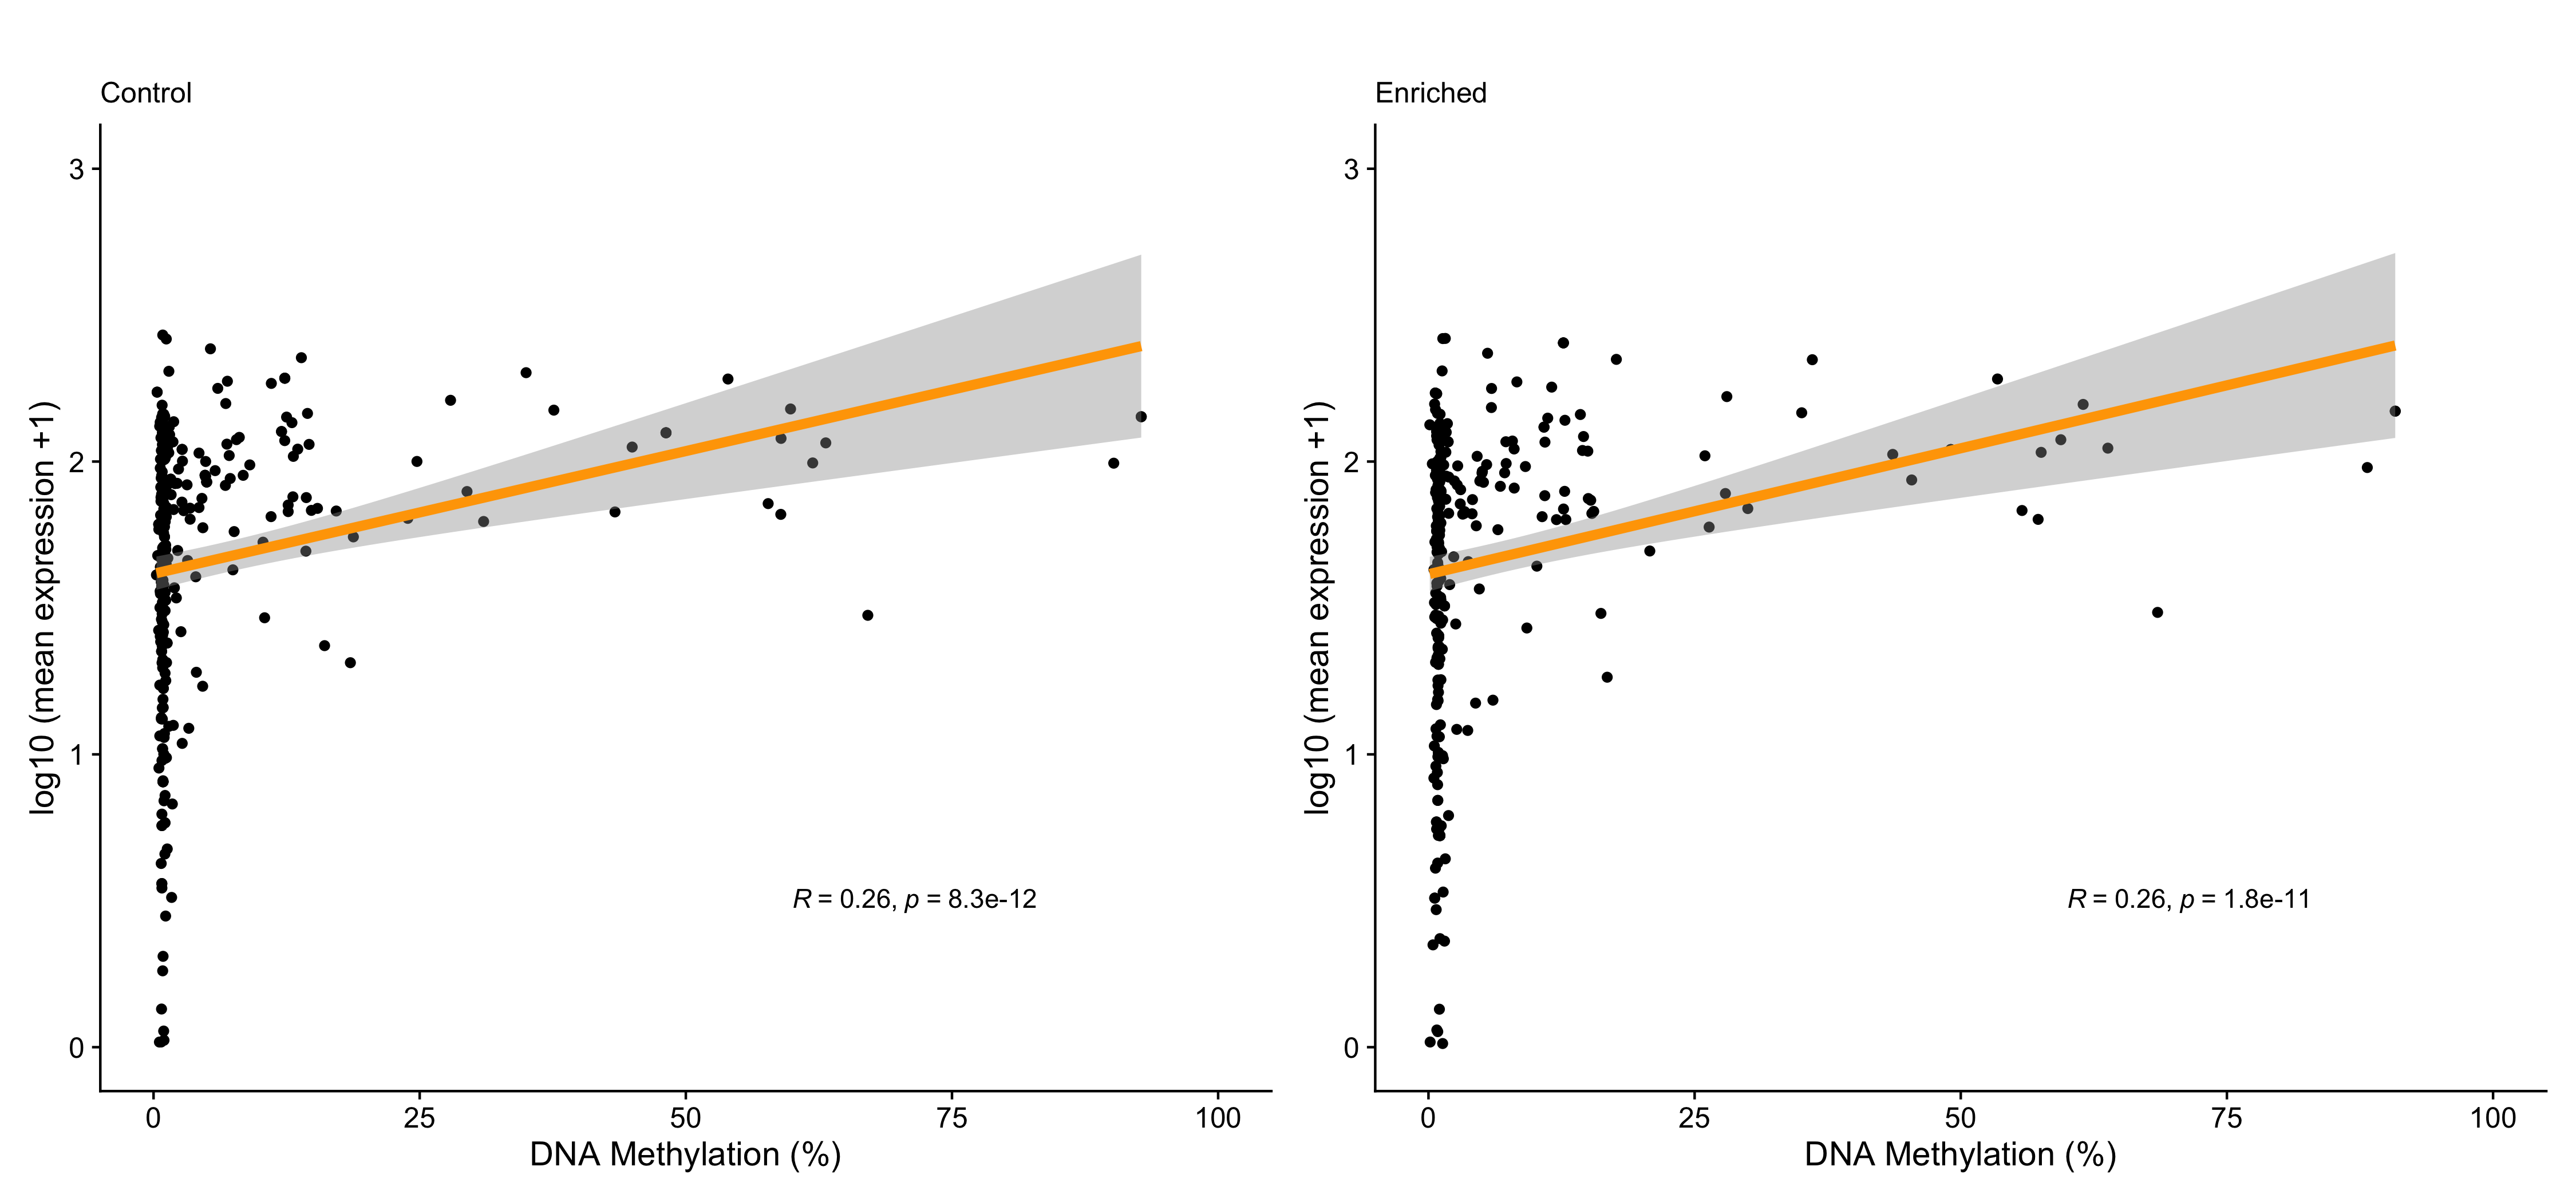 Control
3
2
1
0
log10 (mean expression +1)
R = 0.26, p = 8.3e-12
0 25 50 75 100
DNA Methylation (%)
Enriched
3
2
1
0
log10 (mean expression +1)
R = 0.26, p = 1.8e-11
0 25 50 75 100
DNA Methylation (%)